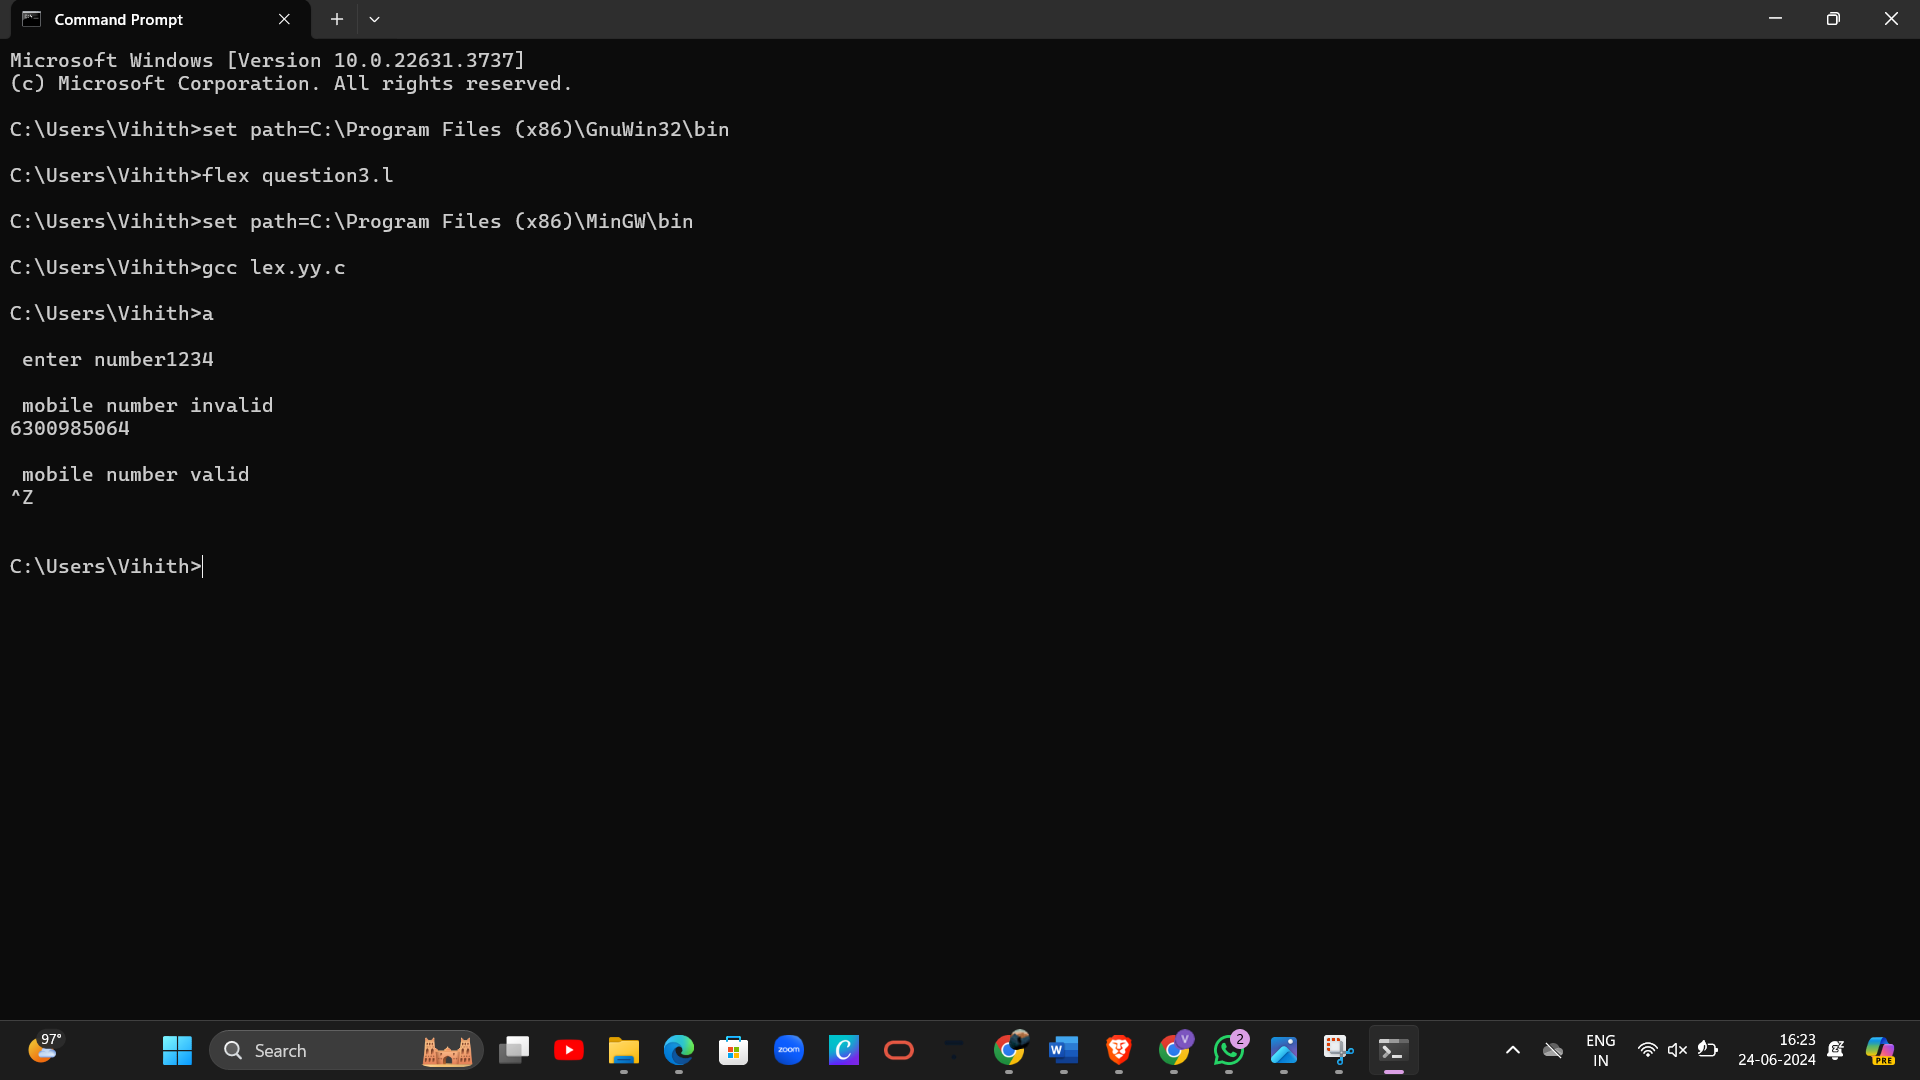 Command Prompt
Microsoft Windows [Version 10.0.22631.3737]
(c) Microsoft Corporation. All rights reserved.
C:\Users\Vihith>set path=C:\Program Files (x86)\GnuWin32\bin
C:\Users\Vihith>flex question3.l
C:\Users\Vihith>set path=C:\Program Files (x86)\MinGW\bin
C:\Users\Vihith>gcc lex.yy.c
C:\Users\Vihith>a
enter number1234
mobile number invalid
6300985064
mobile number valid
^Z
C:\Users\Vihith>
97°
Search
zoom
C
W
V
2
ENG
IN
16:23
24-06-2024
PRE